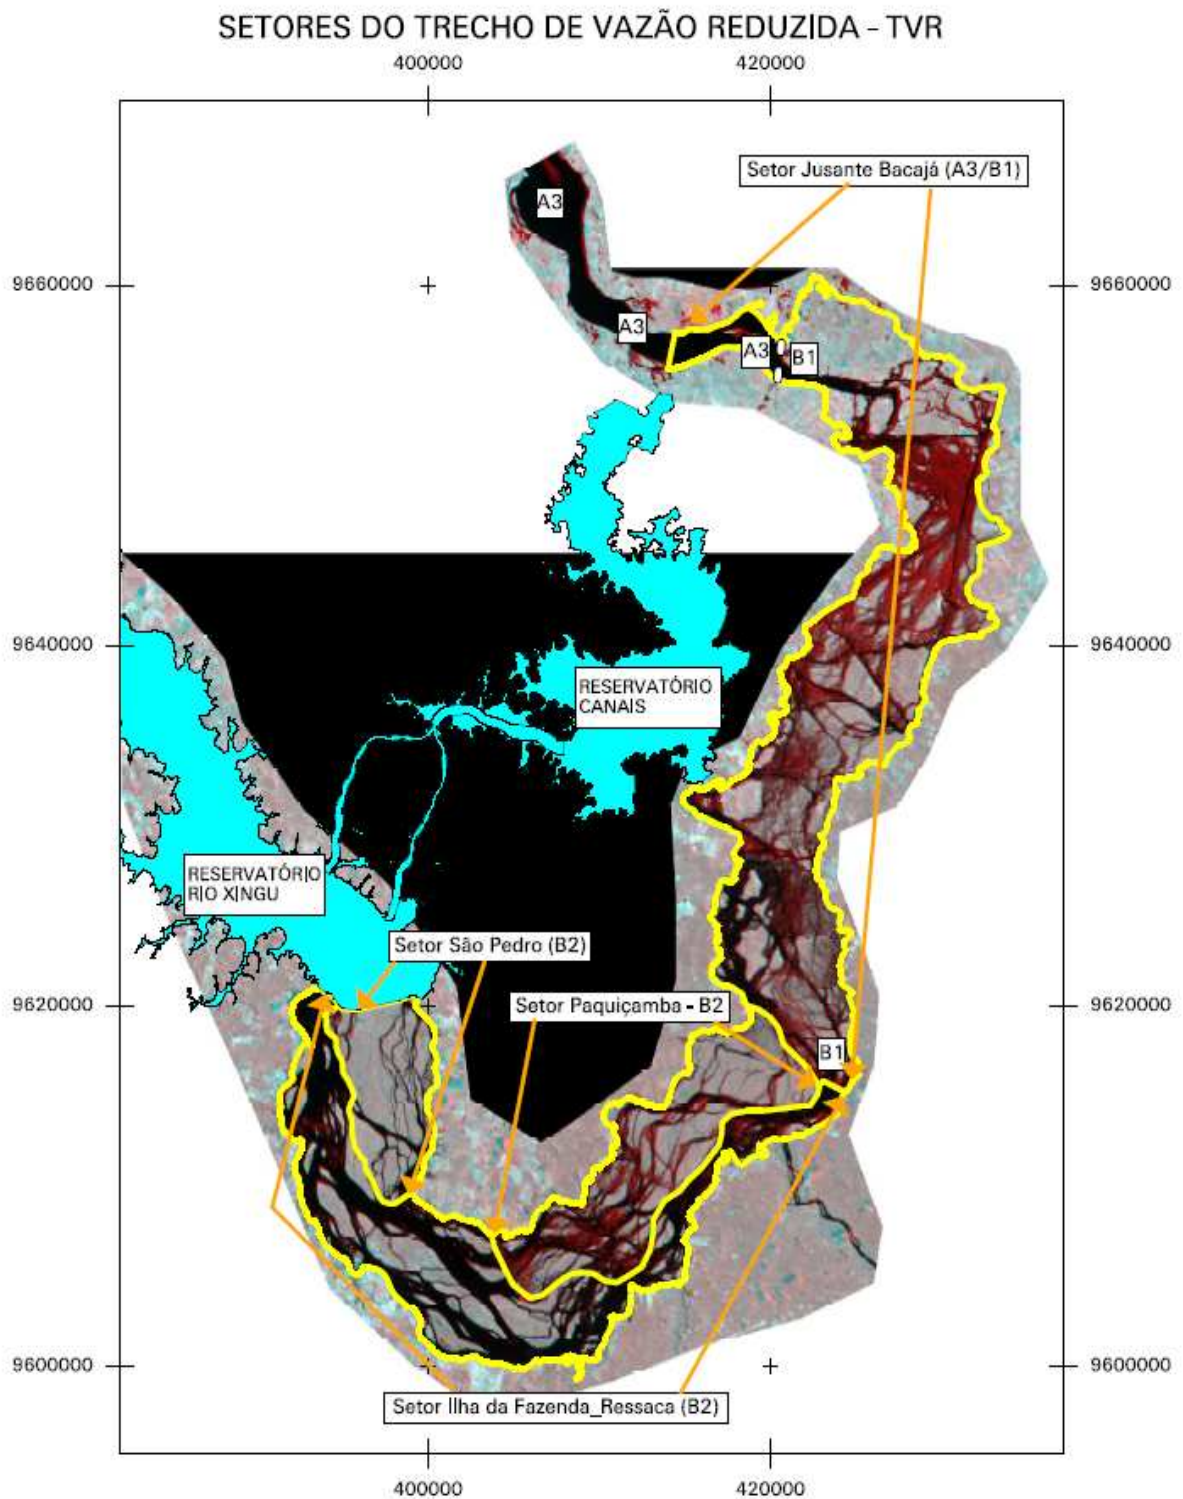 SETORES DO TRECHO DE VAZÃO REDUZIDA - TVR
400000 420000
Setor Jusante Bacajá (A3/B1)
A3
9660000 9660000
A3
A3 B1
9640000 9640000
RESERVATÓRIO
CANAIS
RESERVATÓRIO
RIO XINGU
Setor São Pedro (B2)
9620000 9620000
Setor Paquiçamba - B2
B1
9600000 9600000
Setor Ilha da Fazenda_Ressaca (B2)
400000 420000